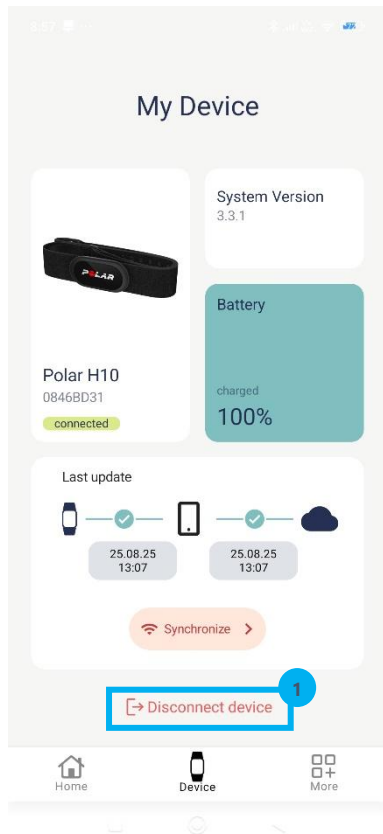 My Device
POLAR
Polar H10
0846BD31
connected
System Version
3.3.1
Battery
charged
100%
Last update
25.08.25
13:07
25.08.25
13:07
Synchronize
1
Disconnect device
Home
Device
More